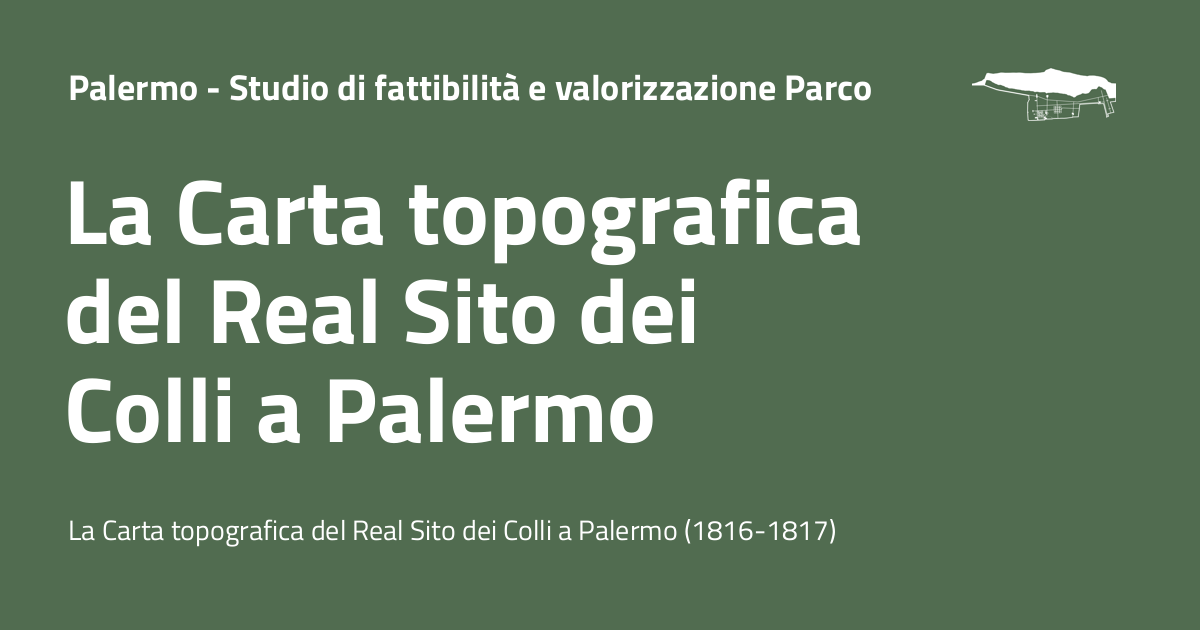 Palermo - Studio di fattibilità e valorizzazione Parco
La Carta topografica
del Real Sito dei
Colli a Palermo
La Carta topografica del Real Sito dei Colli a Palermo (1816-1817)